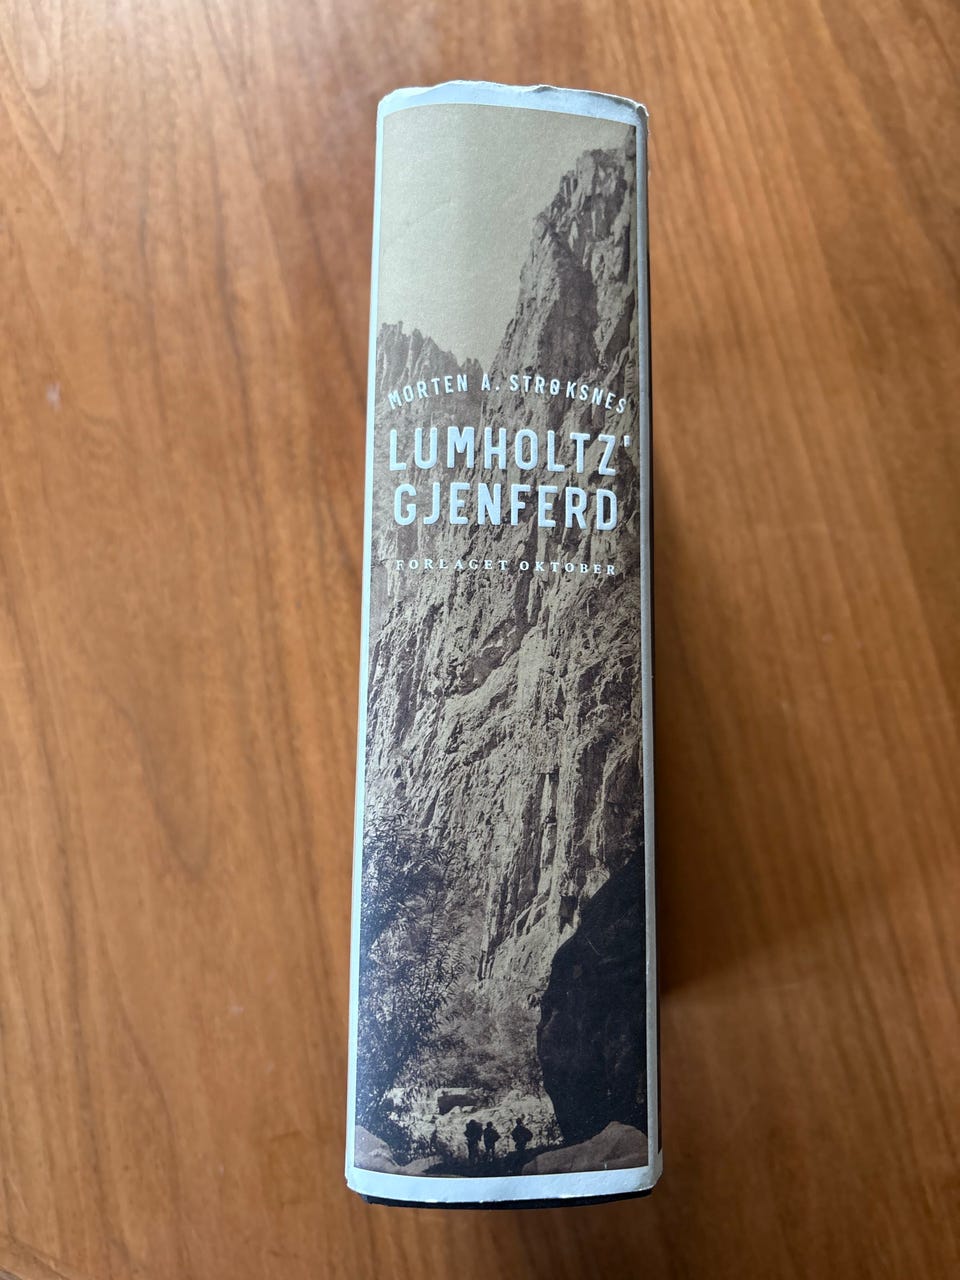 MORTEN A. STRØKSNES
LUMHOLTZ'
GJENFERD
FORLAGET OKTOBER